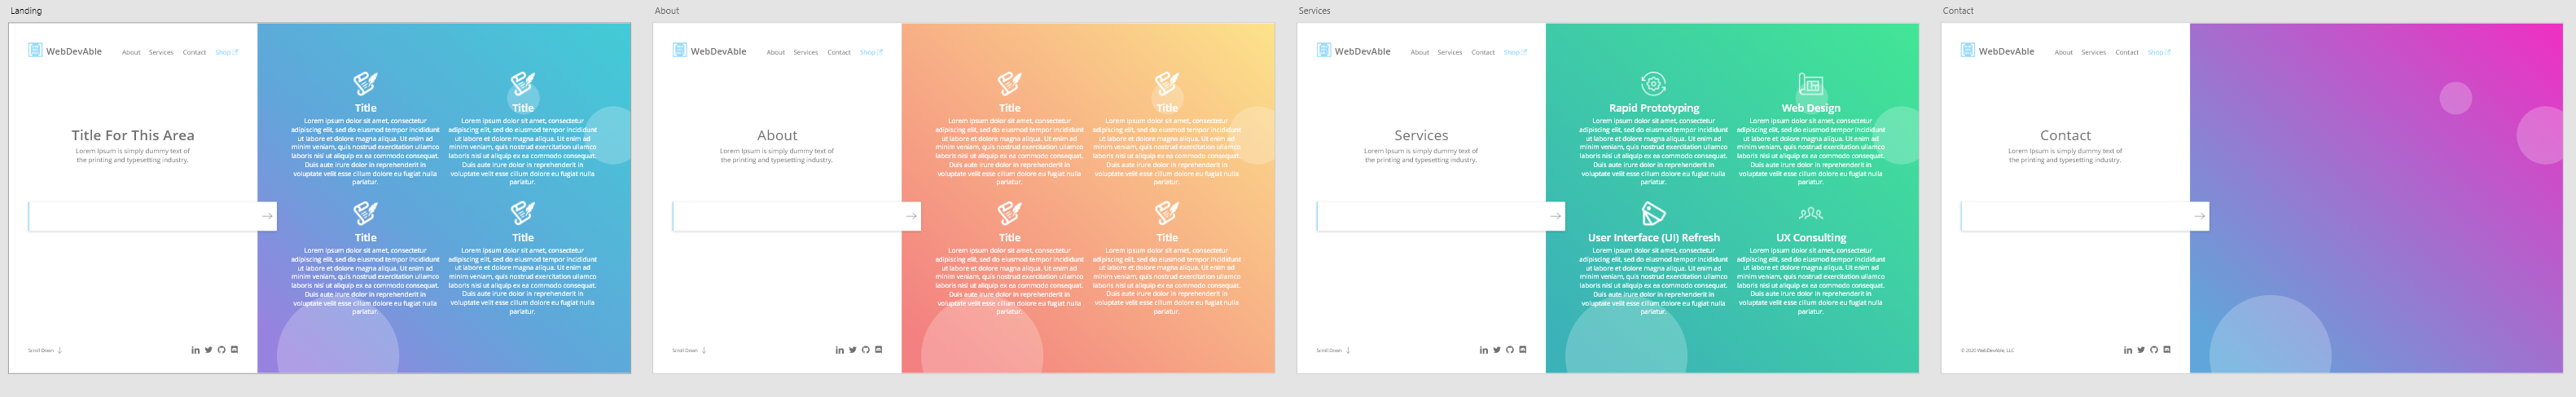 Landing
WebDevAble
About Services Contact Shop
Title For This Area
Lorem Ipsum is simply dummy text of
the printing and typesetting industry.
Scroll Down
Title
Lorem ipsum dolor sit amet, consectetur
adipiscing elit, sed do eiusmod tempor incididunt
ut labore et dolore magna aliqua. Ut enim ad
minim veniam, quis nostrud exercitation ullamco
laboris nisi ut aliquip ex ea commodo consequat.
Duis aute irure dolor in reprehenderit in
voluptate velit esse cillum dolore eu fugiat nulla
pariatur.
Title
Lorem ipsum dolor sit amet, consectetur
adipiscing elit, sed do eiusmod tempor incididunt
ut labore et dolore magna aliqua. Ut enim ad
minim veniam, quis nostrud exercitation ullamco
laboris nisi ut aliquip ex ea commodo consequat.
Duis aute irure dolor in reprehenderit in
voluptate velit esse cillum dolore eu fugiat nulla
pariatur.
Title
Lorem ipsum dolor sit amet, consectetur
adipiscing elit, sed do eiusmod tempor incididunt
ut labore et dolore magna aliqua. Ut enim ad
minim veniam, quis nostrud exercitation ullamco
laboris nisi ut aliquip ex ea commodo consequat.
Duis aute irure dolor in reprehenderit in
voluptate velit esse cillum dolore eu fugiat nulla
pariatur.
Title
Lorem ipsum dolor sit amet, consectetur
adipiscing elit, sed do eiusmod tempor incididunt
ut labore et dolore magna aliqua. Ut enim ad
minim veniam, quis nostrud exercitation ullamco
laboris nisi ut aliquip ex ea commodo consequat.
Duis aute irure dolor in reprehenderit in
voluptate velit esse cillum dolore eu fugiat nulla
pariatur.
About
WebDevAble
About Services Contact Shop
About
Lorem Ipsum is simply dummy text of
the printing and typesetting industry.
Scroll Down
Title
Lorem ipsum dolor sit amet, consectetur
adipiscing elit, sed do eiusmod tempor incididunt
ut labore et dolore magna aliqua. Ut enim ad
minim veniam, quis nostrud exercitation ullamco
laboris nisi ut aliquip ex ea commodo consequat.
Duis aute irure dolor in reprehenderit in
voluptate velit esse cillum dolore eu fugiat nulla
pariatur.
Title
Lorem ipsum dolor sit amet, consectetur
adipiscing elit, sed do eiusmod tempor incididunt
ut labore et dolore magna aliqua. Ut enim ad
minim veniam, quis nostrud exercitation ullamco
laboris nisi ut aliquip ex ea commodo consequat.
Duis aute irure dolor in reprehenderit in
voluptate velit esse cillum dolore eu fugiat nulla
pariatur.
Title
Lorem ipsum dolor sit amet, consectetur
adipiscing elit, sed do eiusmod tempor incididunt
ut labore et dolore magna aliqua. Ut enim ad
minim veniam, quis nostrud exercitation ullamco
laboris nisi ut aliquip ex ea commodo consequat.
Duis aute irure dolor in reprehenderit in
voluptate velit esse cillum dolore eu fugiat nulla
pariatur.
Title
Lorem ipsum dolor sit amet, consectetur
adipiscing elit, sed do eiusmod tempor incididunt
ut labore et dolore magna aliqua. Ut enim ad
minim veniam, quis nostrud exercitation ullamco
laboris nisi ut aliquip ex ea commodo consequat.
Duis aute irure dolor in reprehenderit in
voluptate velit esse cillum dolore eu fugiat nulla
pariatur.
Services
WebDevAble
About Services Contact Shop
Services
Lorem Ipsum is simply dummy text of
the printing and typesetting industry.
Scroll Down
Rapid Prototyping
Lorem ipsum dolor sit amet, consectetur
adipiscing elit, sed do eiusmod tempor incididunt
ut labore et dolore magna aliqua. Ut enim ad
minim veniam, quis nostrud exercitation ullamco
laboris nisi ut aliquip ex ea commodo consequat.
Duis aute irure dolor in reprehenderit in
voluptate velit esse cillum dolore eu fugiat nulla
pariatur.
Web Design
Lorem ipsum dolor sit amet, consectetur
adipiscing elit, sed do eiusmod tempor incididunt
ut labore et dolore magna aliqua. Ut enim ad
minim veniam, quis nostrud exercitation ullamco
laboris nisi ut aliquip ex ea commodo consequat.
Duis aute irure dolor in reprehenderit in
voluptate velit esse cillum dolore eu fugiat nulla
pariatur.
User Interface (UI) Refresh
Lorem ipsum dolor sit amet, consectetur
adipiscing elit, sed do eiusmod tempor incididunt
ut labore et dolore magna aliqua. Ut enim ad
minim veniam, quis nostrud exercitation ullamco
laboris nisi ut aliquip ex ea commodo consequat.
Duis aute irure dolor in reprehenderit in
voluptate velit esse cillum dolore eu fugiat nulla
pariatur.
UX Consulting
Lorem ipsum dolor sit amet, consectetur
adipiscing elit, sed do eiusmod tempor incididunt
ut labore et dolore magna aliqua. Ut enim ad
minim veniam, quis nostrud exercitation ullamco
laboris nisi ut aliquip ex ea commodo consequat.
Duis aute irure dolor in reprehenderit in
voluptate velit esse cillum dolore eu fugiat nulla
pariatur.
Contact
WebDevAble
About Services Contact Shop
Contact
Lorem Ipsum is simply dummy text of
the printing and typesetting industry.
© 2020 WebDevAble, LLC